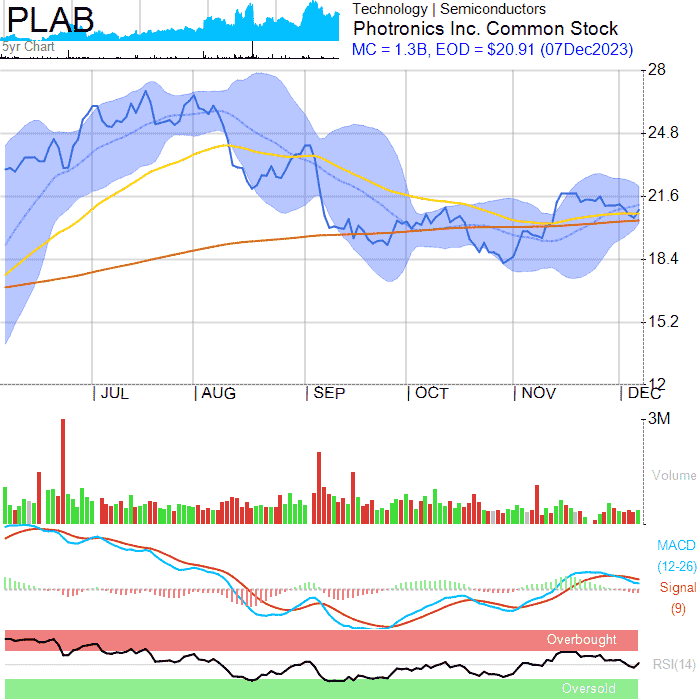 PLAB
5yr Chart
Technology | Semiconductors
Photronics Inc. Common Stock
MC = 1.3B, EOD = $20.91 (07Dec2023)
28
24.8
21.6
18.4
15.2
12
JUL
AUG
SEP
OCT
NOV
DEC
3M
Volume
MACD
(12-26)
Signal
(9)
Overbought
RSI(14)
Oversold